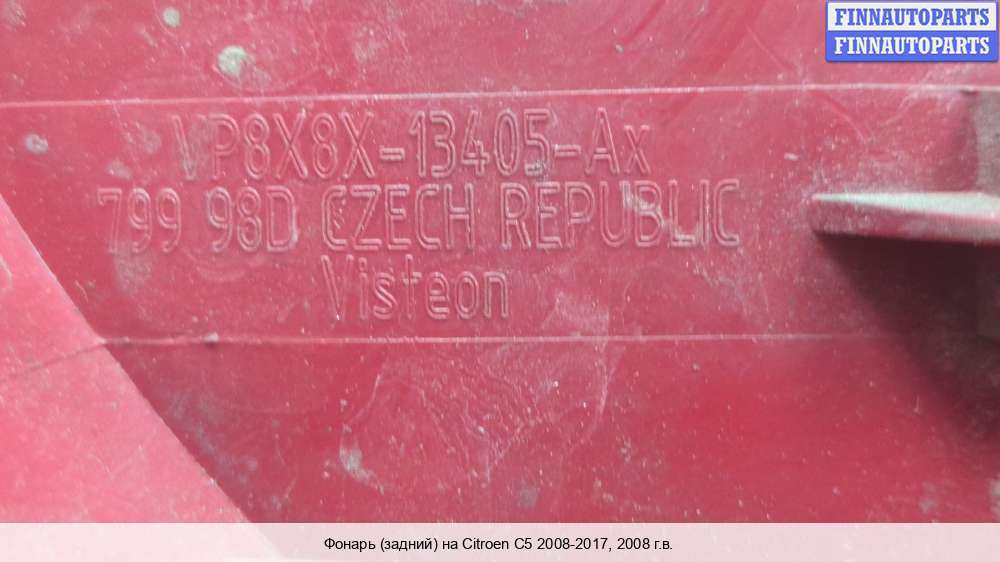 FINNAUTOPARTS
FINNAUTOPARTS
VP8X8X-13405-Ax
799 98D CZECH REPUBLIC
Visteon
Фонарь (задний) на Citroen C5 2008-2017, 2008 г.в.